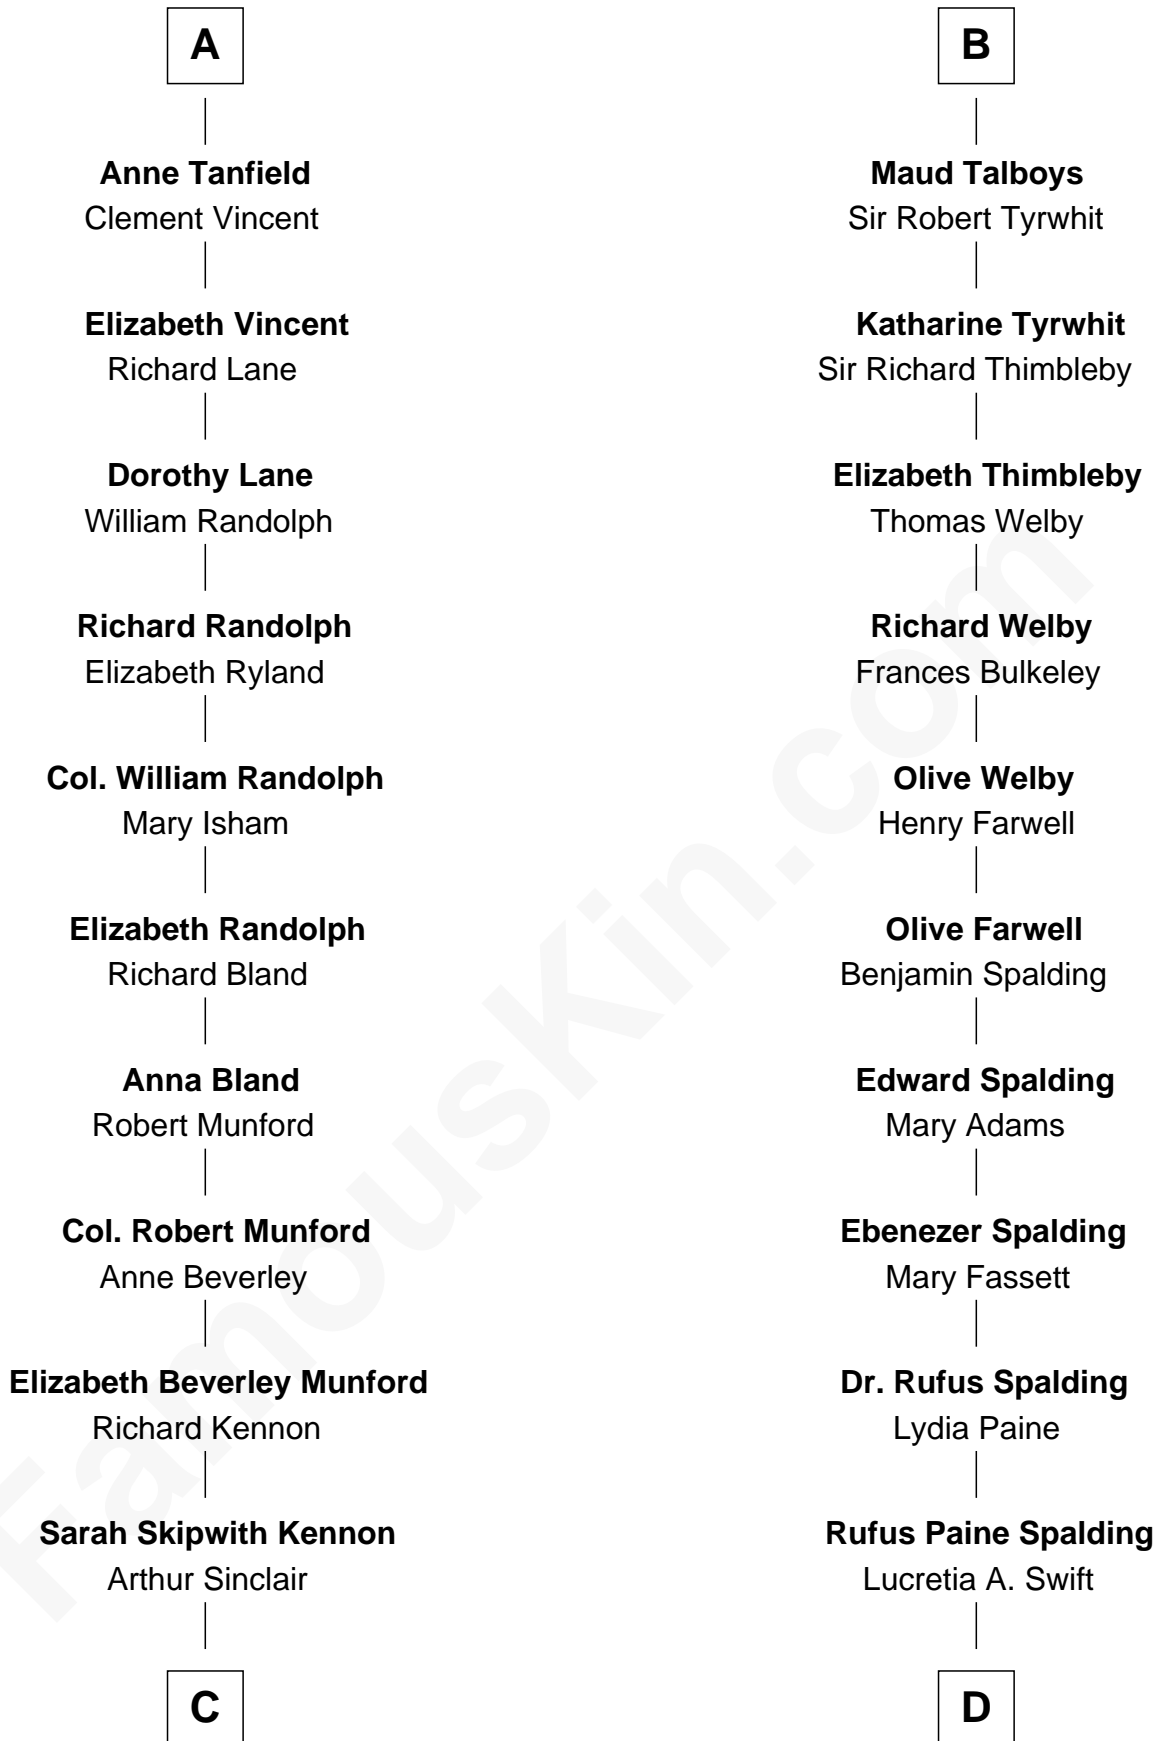 A
Anne Tanfield
Clement Vincent
Elizabeth Vincent
Richard Lane
Dorothy Lane
William Randolph
Richard Randolph
Elizabeth Ryland
Col. William Randolph
Mary Isham
Elizabeth Randolph
Richard Bland
Anna Bland
Robert Munford
Col. Robert Munford
Anne Beverley
Elizabeth Beverley Munford
Richard Kennon
Sarah Skipwith Kennon
Arthur Sinclair
C
B
Maud Talboys
Sir Robert Tyrwhit
Katharine Tyrwhit
Sir Richard Thimbleby
Elizabeth Thimbleby
Thomas Welby
Richard Welby
Frances Bulkeley
Olive Welby
Henry Farwell
Olive Farwell
Benjamin Spalding
Edward Spalding
Mary Adams
Ebenezer Spalding
Mary Fassett
Dr. Rufus Spalding
Lydia Paine
Rufus Paine Spalding
Lucretia A. Swift
D
FamousKin.com